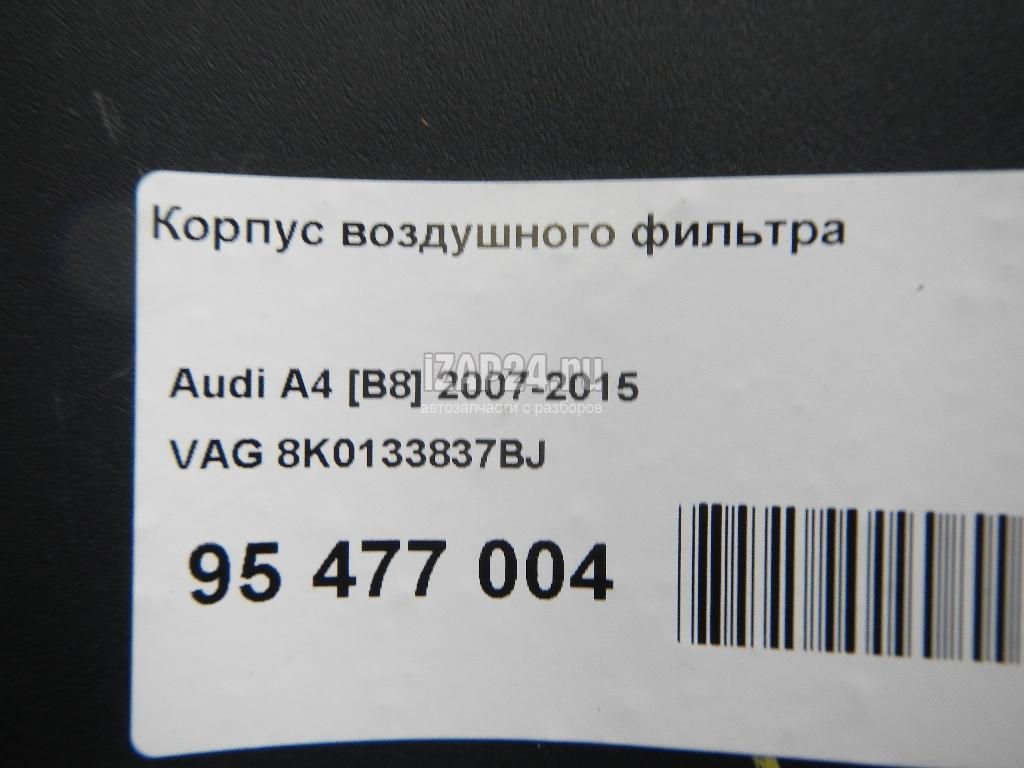 Корпус воздушного фильтра
iZAP24.ru
Audi A4 [B8] 2007-2015
автозапчасти с разборов
VAG 8K0133837BJ
95 477 004